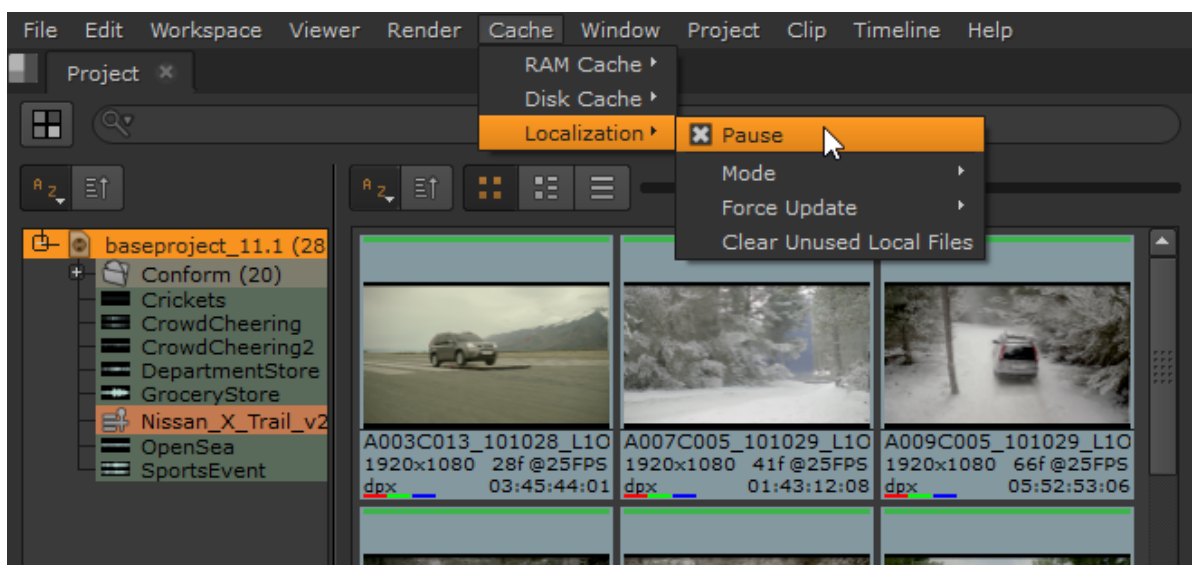 File Edit Workspace Viewer Render Cache Window Project Clip Timeline Help
Project
RAM Cache
Disk Cache
Localization
Pause
Mode
Force Update
Clear Unused Local Files
A Z
A Z
baseproject_11.1 (28
Conform (20)
Crickets
CrowdCheering
CrowdCheering2
DepartmentStore
GroceryStore
Nissan_X_Trail_v2
OpenSea
SportsEvent
A003C013_101028_L1O
1920x1080 28f@25FPS
dpx 03:45:44:01
A007C005_101029_L1O
1920x1080 41f@25FPS
dpx 01:43:12:08
A009C005_101029_L1O
1920x1080 66f@25FPS
dpx 05:52:53:06